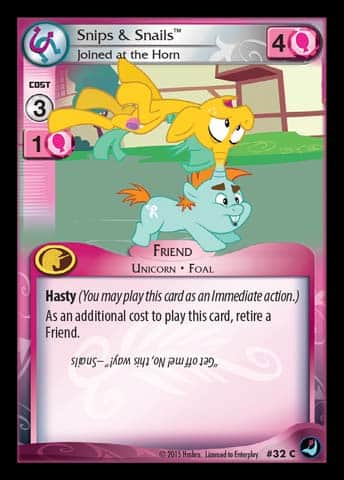 Snips & Snails™
Joined at the Horn
4
COST
3
1
FRIEND
UNICORN • FOAL
Hasty (You may play this card as an Immediate action.)
As an additional cost to play this card, retire a
Friend.
"Get off me! No, this way!" –Snails
© 2015 Hasbro. Licensed to Enterplay. #32 C